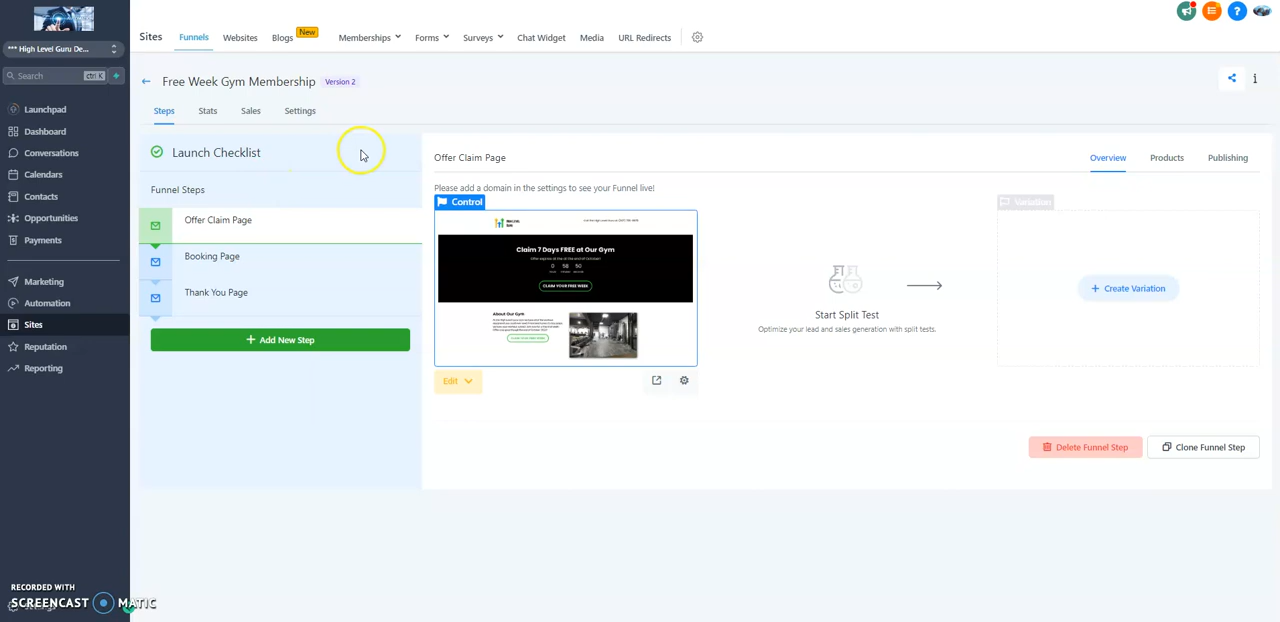 Sites
Funnels
Websites
Blogs
New
Memberships
Forms
Surveys
Chat Widget
Media
URL Redirects
*** High Level Guru De...
Search
ctrl K
Launchpad
Dashboard
Conversations
Calendars
Contacts
Opportunities
Payments
Marketing
Automation
Sites
Reputation
Reporting
RECORDED WITH
SCREENCAST MATIC
Free Week Gym Membership
Version 2
Steps
Stats
Sales
Settings
Launch Checklist
Funnel Steps
Offer Claim Page
Booking Page
Thank You Page
+ Add New Step
Offer Claim Page
Overview
Products
Publishing
Please add a domain in the settings to see your Funnel live!
Control
Claim 7 Days FREE at Our Gym
CLAIM YOUR FREE WEEK
About Our Gym
Edit
Start Split Test
Optimize your lead and sales generation with split tests.
Variation
+ Create Variation
Delete Funnel Step
Clone Funnel Step